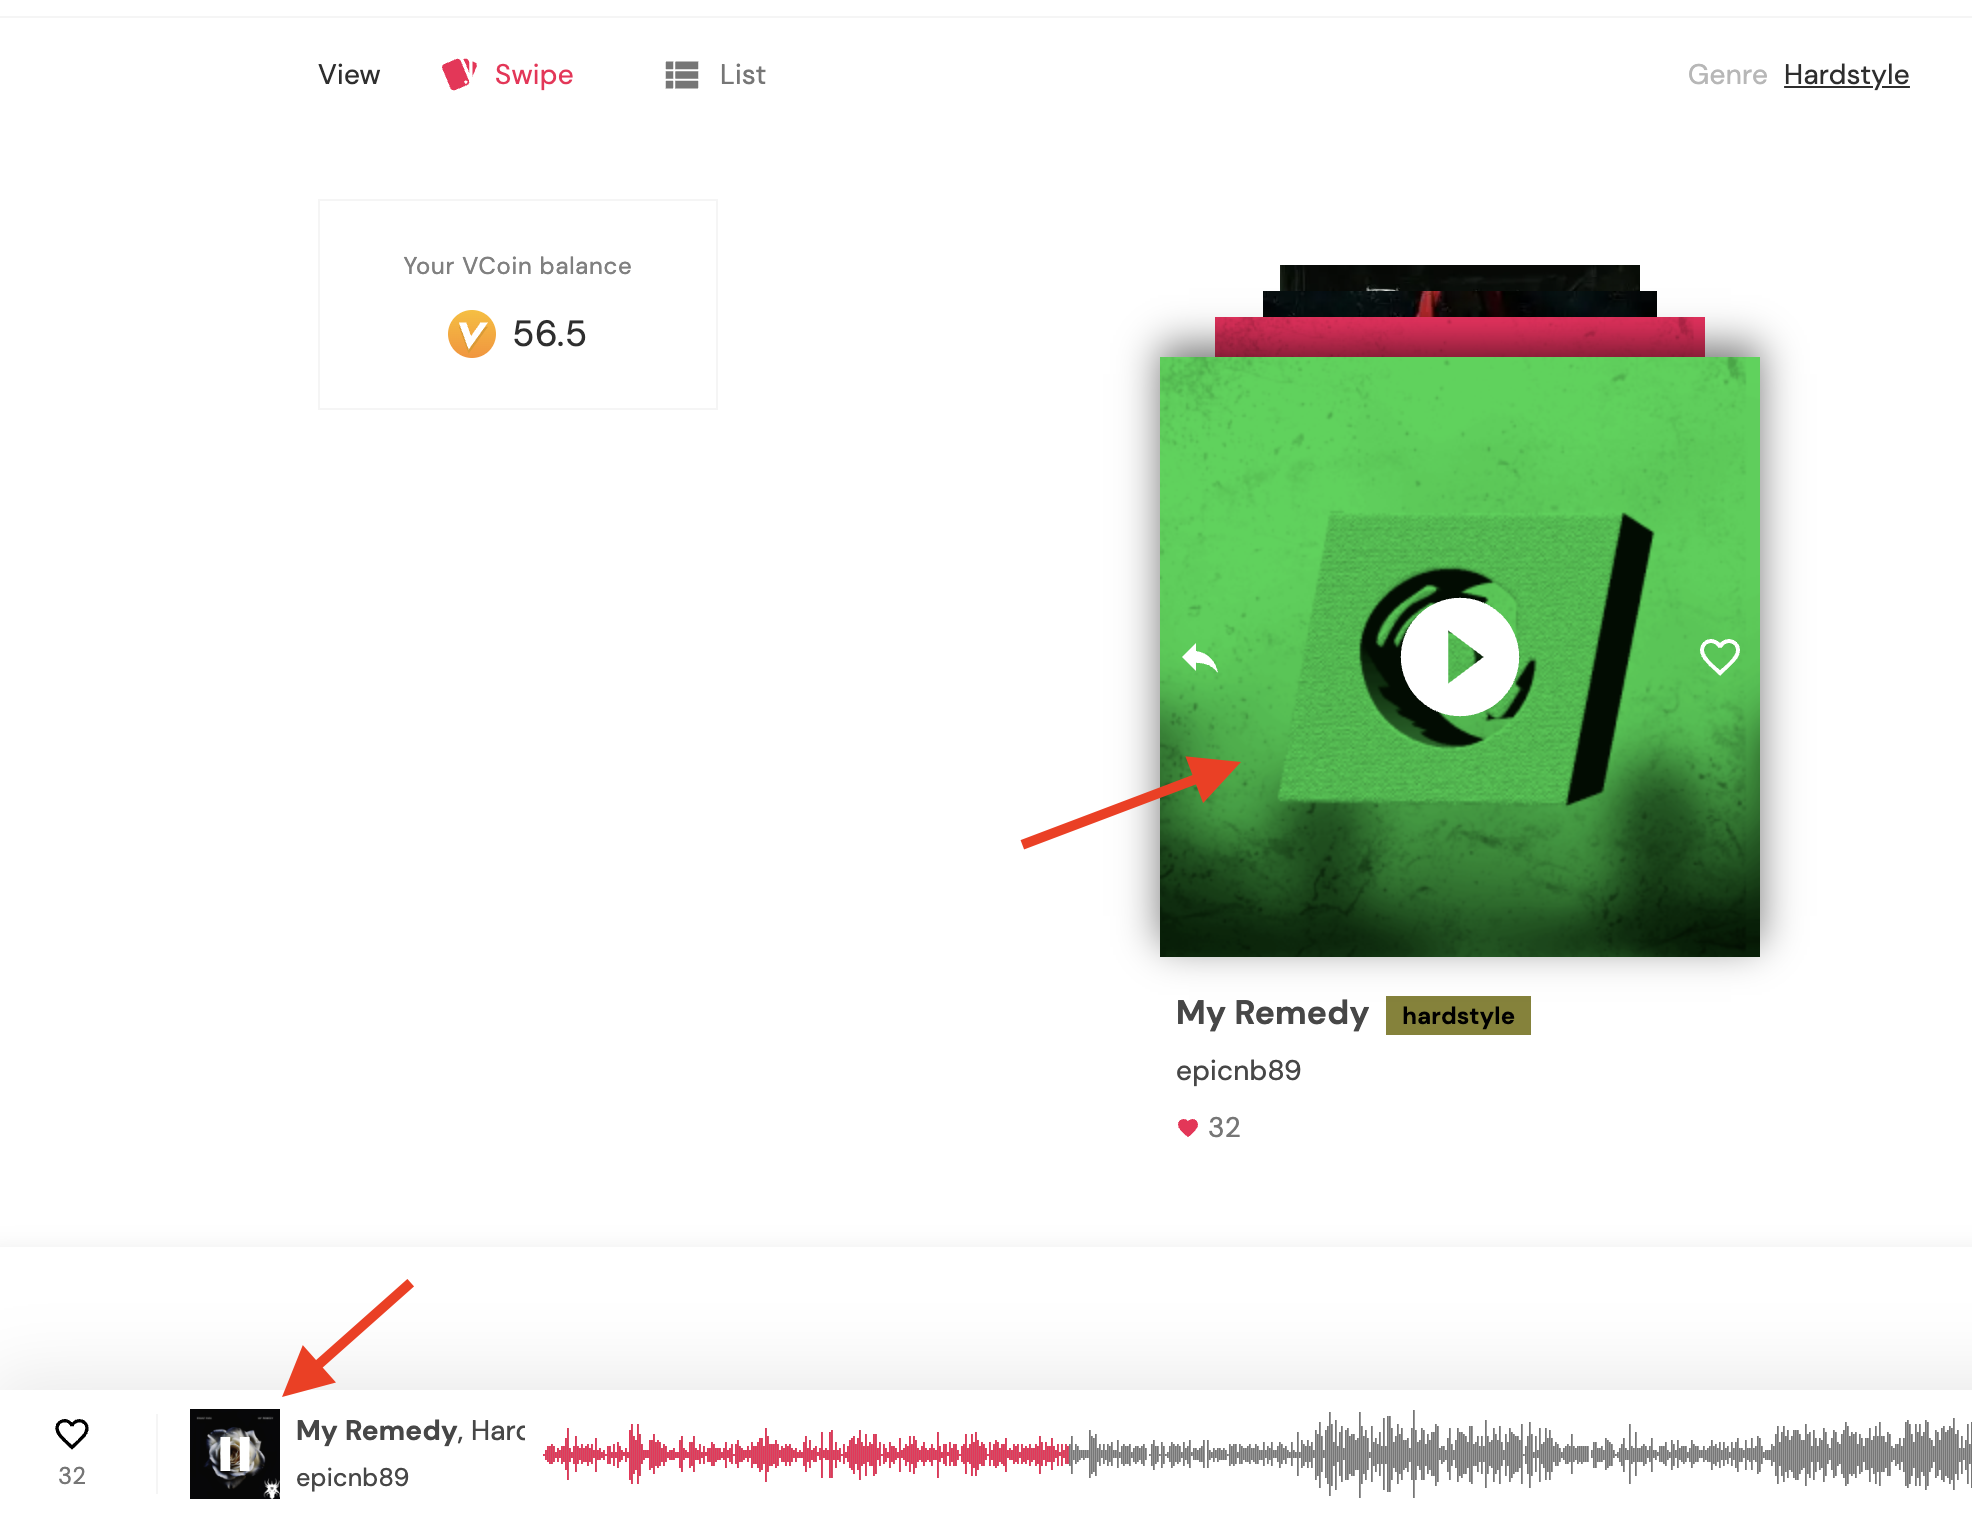 View
Swipe
List
Genre Hardstyle
Your VCoin balance
56.5
My Remedy hardstyle
epicnb89
32
My Remedy, Hard
epicnb89
32